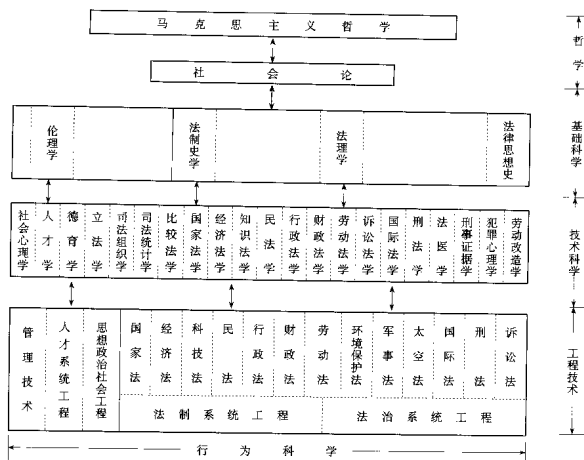 马克思主义哲学
社会论
伦理学
法制史学
法理学
法律思想史
社会心理学
人才学
德育学
立法学
司法组织学
司法统计学
比较法学
国家法学
经济法学
知识法学
民法学
行政法学
财政法学
劳动法学
诉讼法学
国际法学
刑法学
法医学
刑事证据学
犯罪心理学
劳动改造学
管理技术
人才系统工程
思想政治社会工程
国家法
经济法
科技法
民法
行政法
财政法
劳动法
环境保护法
军事法
太空法
国际法
刑法
诉讼法
法制系统工程
法治系统工程
行为科学
哲学
基础科学
技术科学
工程技术